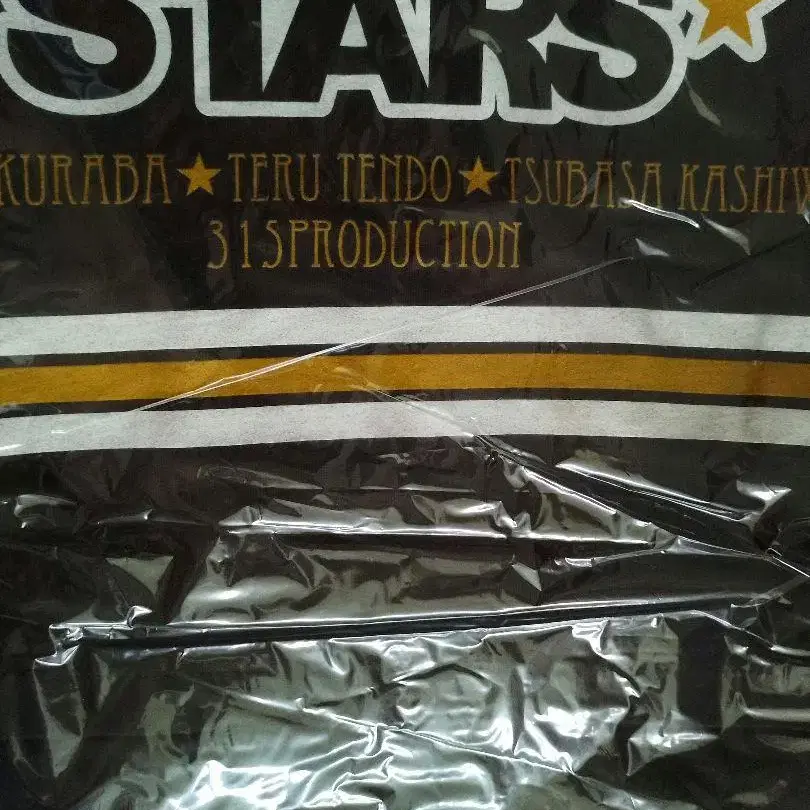 STARS★
KURABA★TERU TENDO★TSUBASA KASHIW
315PRODUCTION